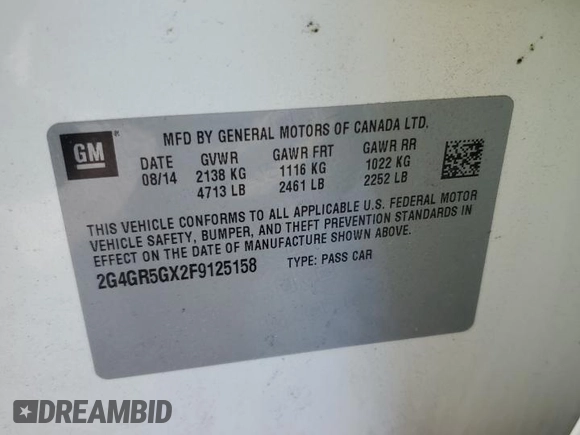 GM
MFD BY GENERAL MOTORS OF CANADA LTD.
DATE GVWR GAWR FRT GAWR RR
08/14 2138 KG 1116 KG 1022 KG
4713 LB 2461 LB 2252 LB
THIS VEHICLE CONFORMS TO ALL APPLICABLE U.S. FEDERAL MOTOR
VEHICLE SAFETY, BUMPER, AND THEFT PREVENTION STANDARDS IN
EFFECT ON THE DATE OF MANUFACTURE SHOWN ABOVE.
2G4GR5GX2F9125158 TYPE: PASS CAR
DREAMBID